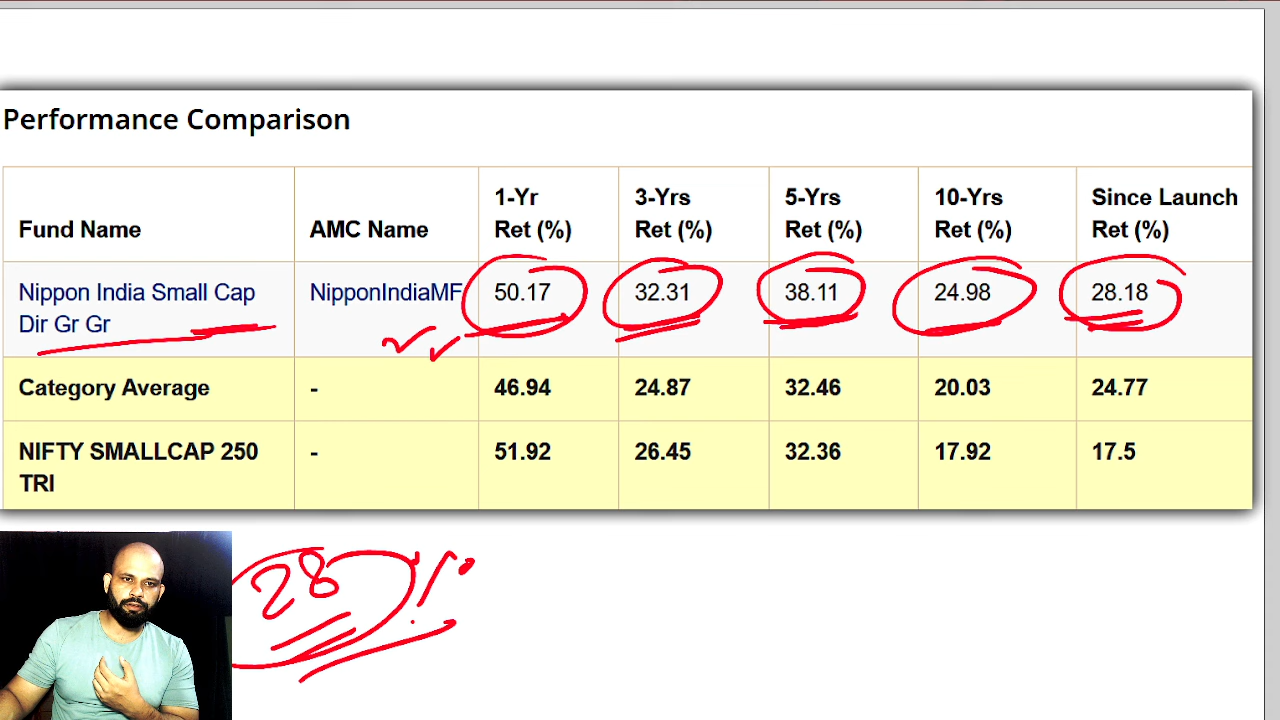 Performance Comparison
Fund Name AMC Name 1-Yr Ret (%) 3-Yrs Ret (%) 5-Yrs Ret (%) 10-Yrs Ret (%) Since Launch Ret (%)
Nippon India Small Cap Dir Gr Gr NipponIndiaMF 50.17 32.31 38.11 24.98 28.18
Category Average - 46.94 24.87 32.46 20.03 24.77
NIFTY SMALLCAP 250 TRI - 51.92 26.45 32.36 17.92 17.5
28 %